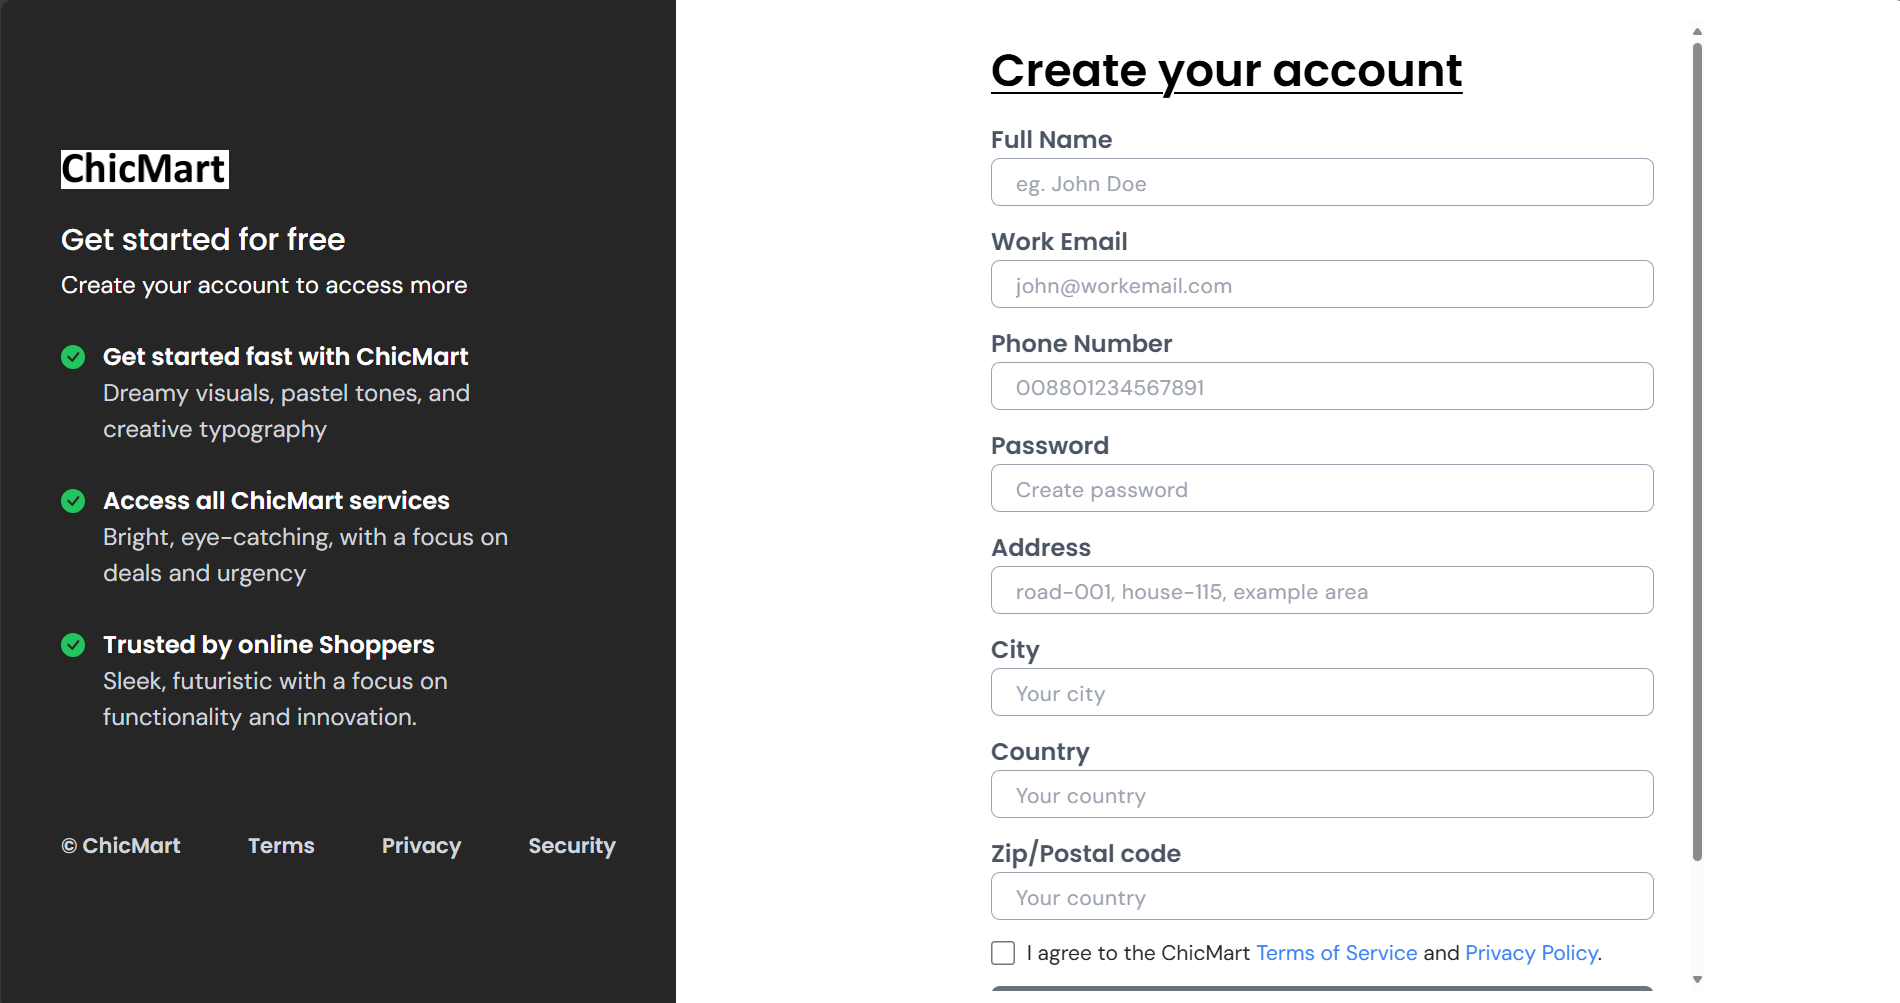 ChicMart
Get started for free
Create your account to access more
Get started fast with ChicMart
Dreamy visuals, pastel tones, and
creative typography
Access all ChicMart services
Bright, eye-catching, with a focus on
deals and urgency
Trusted by online Shoppers
Sleek, futuristic with a focus on
functionality and innovation.
© ChicMart Terms Privacy Security
Create your account
Full Name
eg. John Doe
Work Email
john@workemail.com
Phone Number
008801234567891
Password
Create password
Address
road-001, house-115, example area
City
Your city
Country
Your country
Zip/Postal code
Your country
I agree to the ChicMart Terms of Service and Privacy Policy.